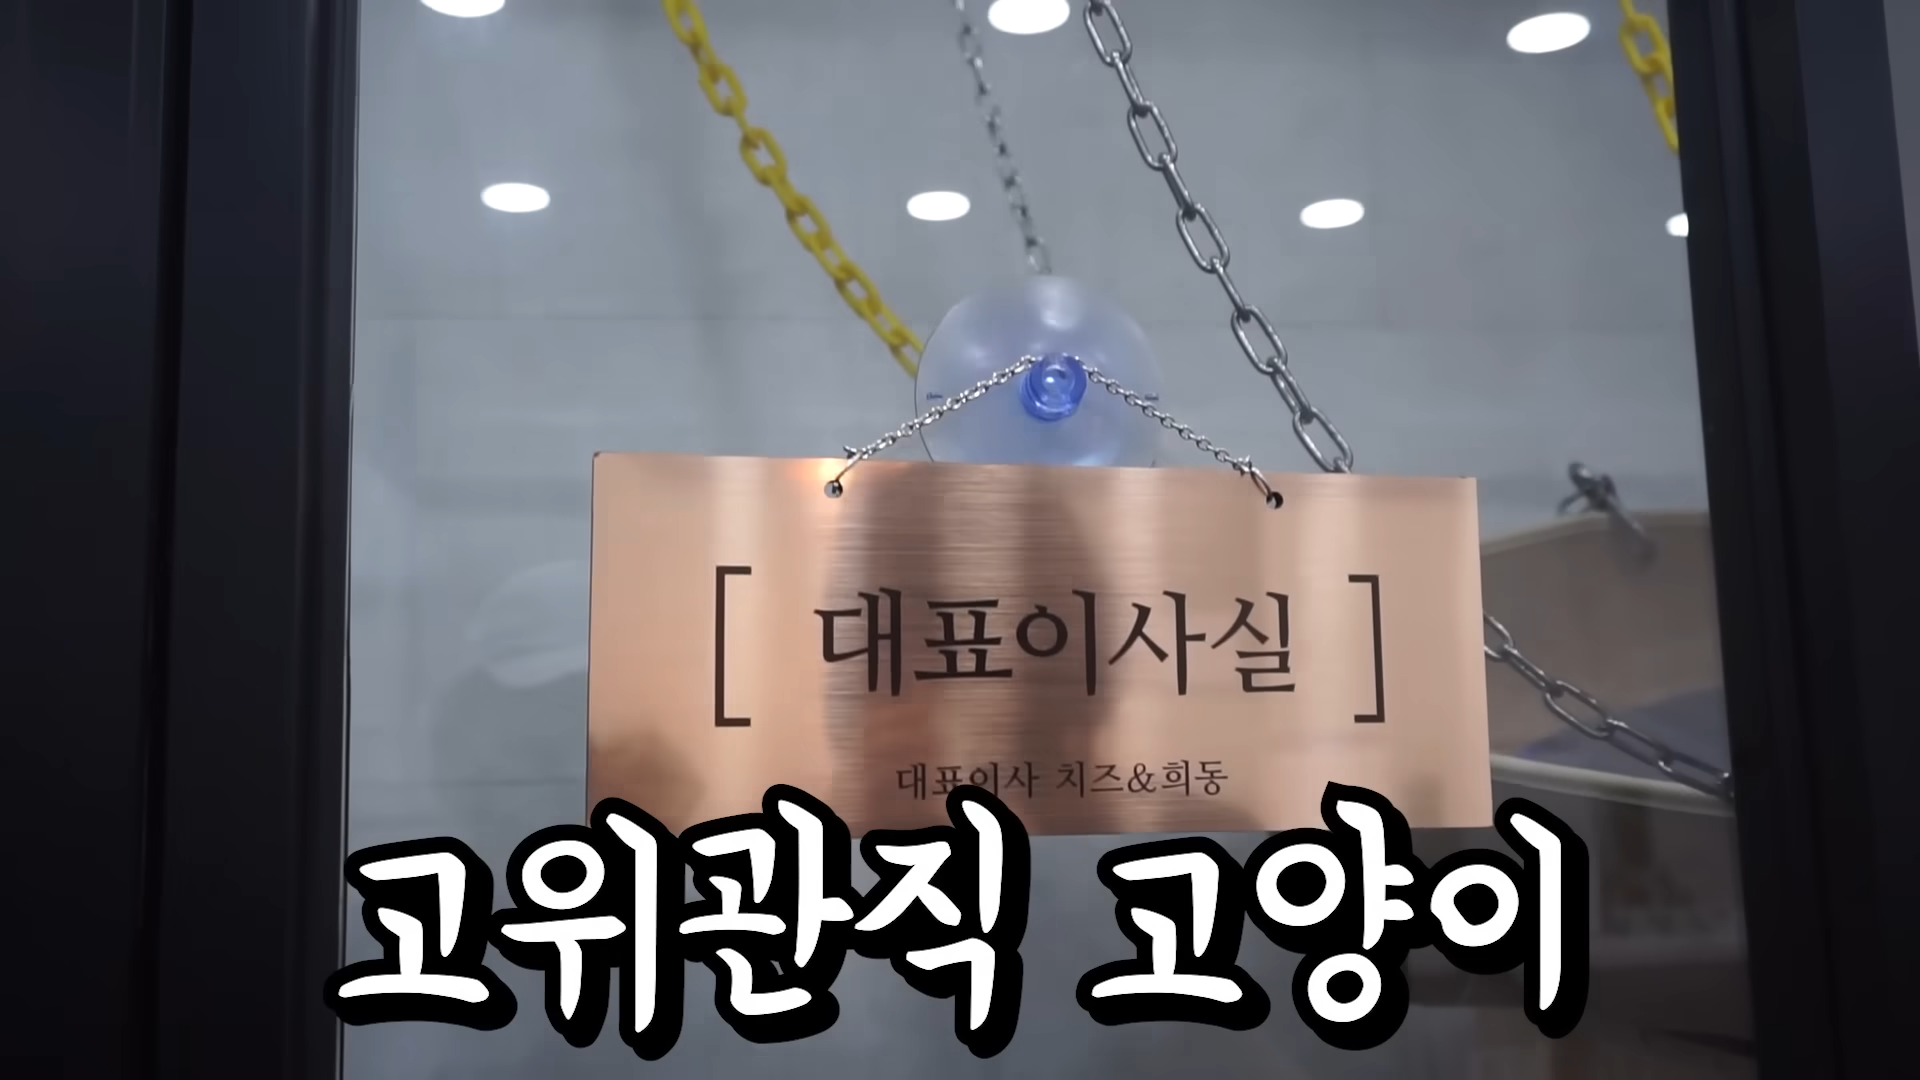 [ 대표이사실 ]
대표이사 치즈&희동
고위관직 고양이